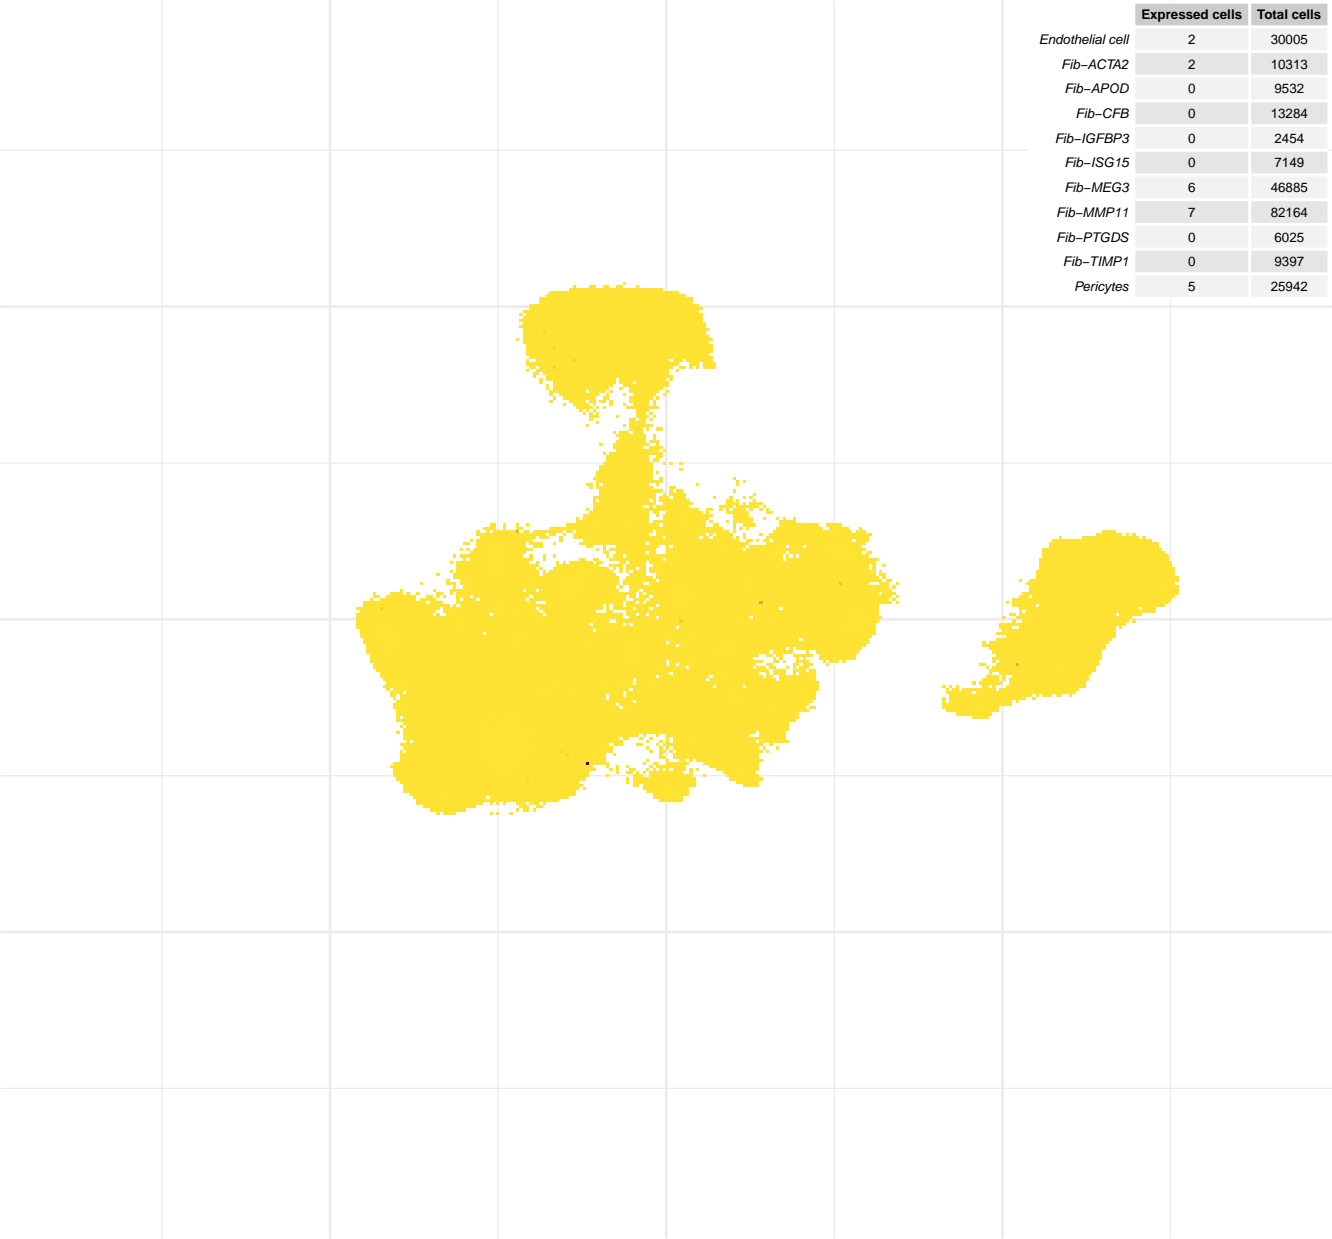 Expressed cells Total cells
Endothelial cell 2 30005
Fib−ACTA2 2 10313
Fib−APOD 0 9532
Fib−CFB 0 13284
Fib−IGFBP3 0 2454
Fib−ISG15 0 7149
Fib−MEG3 6 46885
Fib−MMP11 7 82164
Fib−PTGDS 0 6025
Fib−TIMP1 0 9397
Pericytes 5 25942